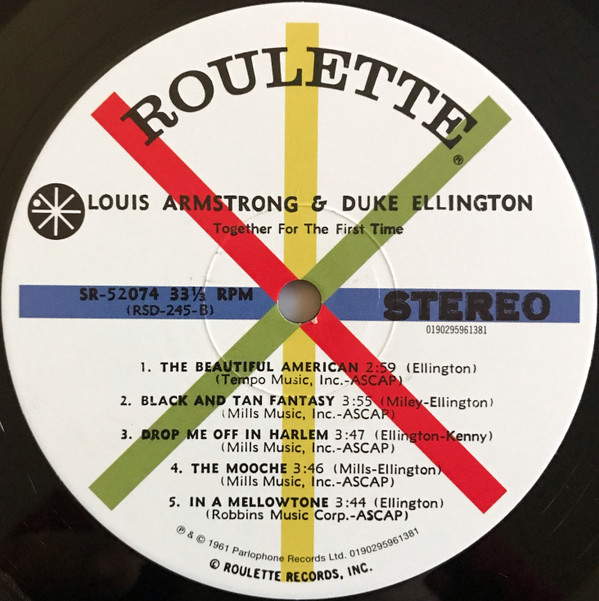 ROULETTE
℗
LOUIS ARMSTRONG & DUKE ELLINGTON
Together For The First Time
SR-52074 33⅓ RPM
(RSD-245-B)
STEREO
0190295961381
1. THE BEAUTIFUL AMERICAN 2:59 (Ellington)
(Tempo Music, Inc.-ASCAP)
2. BLACK AND TAN FANTASY 3:55 (Miley-Ellington)
(Mills Music, Inc.-ASCAP)
3. DROP ME OFF IN HARLEM 3:47 (Ellington-Kenny)
(Mills Music, Inc.-ASCAP)
4. THE MOOCHE 3:46 (Mills-Ellington)
(Mills Music, Inc.-ASCAP)
5. IN A MELLOWTONE 3:44 (Ellington)
(Robbins Music Corp.-ASCAP)
℗ & © 1961 Parlophone Records Ltd. 0190295961381
© ROULETTE RECORDS, INC.